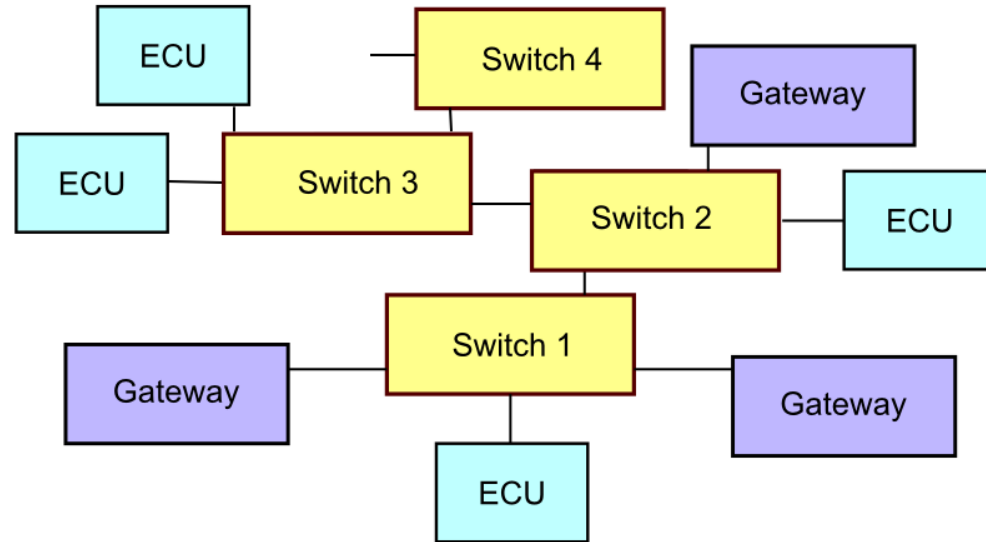 ECU
Switch 4
Gateway
ECU
Switch 3
Switch 2
ECU
Switch 1
Gateway
Gateway
ECU